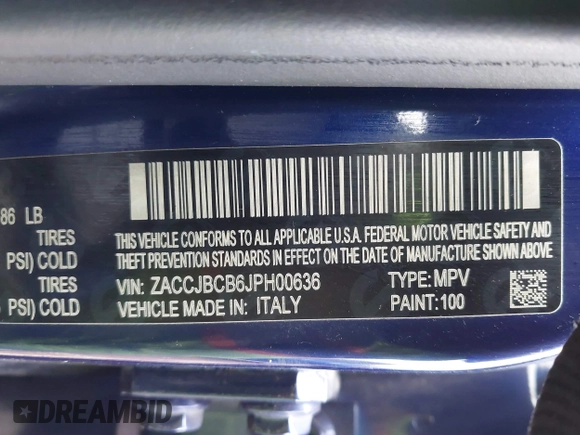 86 LB
TIRES
PSI) COLD
TIRES
PSI) COLD
THIS VEHICLE CONFORMS TO ALL APPLICABLE U.S.A. FEDERAL MOTOR VEHICLE SAFETY AND
THEFT PREVENTION STANDARDS IN EFFECT ON THE DATE OF MANUFACTURE SHOWN ABOVE.
VIN: ZACCJBCB6JPH00636 TYPE: MPV
VEHICLE MADE IN: ITALY PAINT: 100
DREAMBID